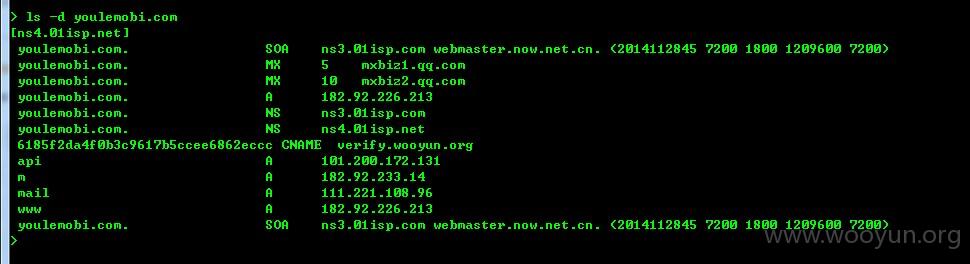 > ls -d youlemobi.com
[ns4.01isp.net]
youlemobi.com. SOA ns3.01isp.com webmaster.now.net.cn. (2014112845 7200 1800 1209600 7200)
youlemobi.com. MX 5 mxbiz1.qq.com
youlemobi.com. MX 10 mxbiz2.qq.com
youlemobi.com. A 182.92.226.213
youlemobi.com. NS ns3.01isp.com
youlemobi.com. NS ns4.01isp.net
6185f2da4f0b3c9617b5ccee6862eccc CNAME verify.wooyun.org
api A 101.200.172.131
m A 182.92.233.14
mail A 111.221.108.96
www A 182.92.226.213
youlemobi.com. SOA ns3.01isp.com webmaster.now.net.cn. (2014112845 7200 1800 1209600 7200)
>
www.wooyun.org